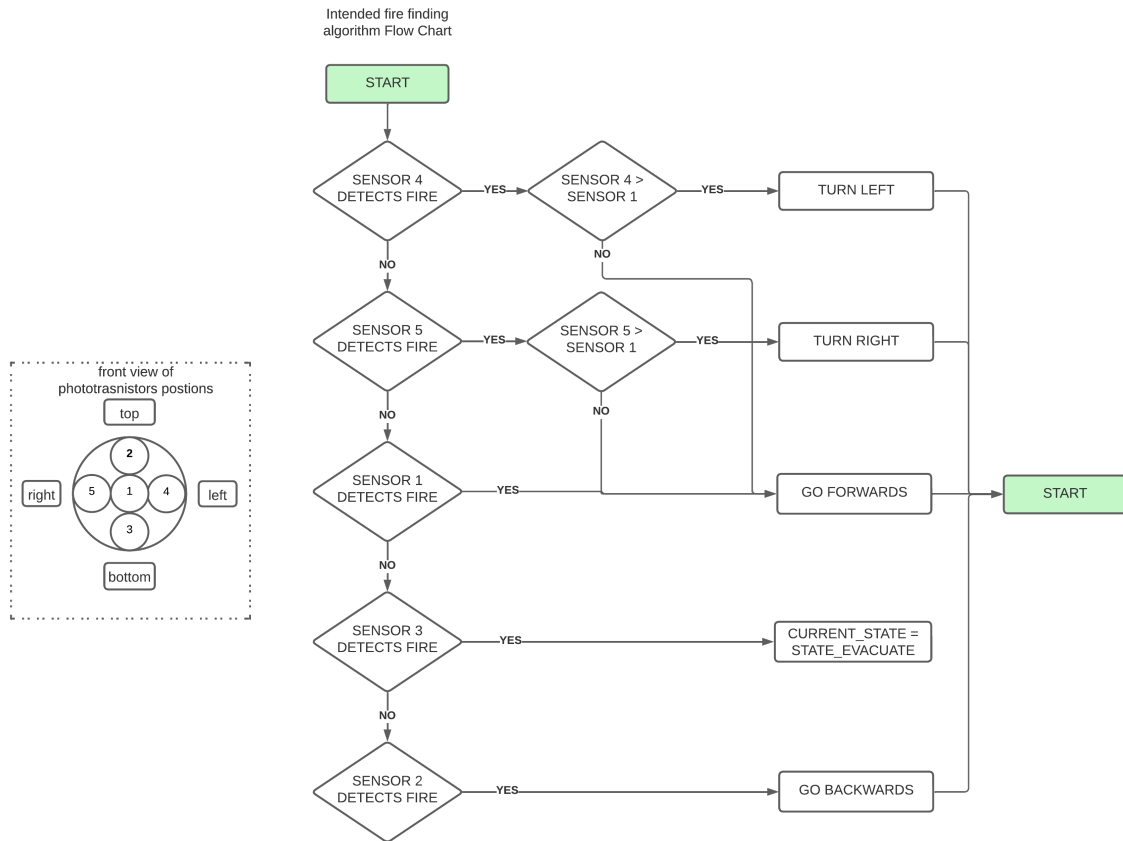 Intended fire finding
algorithm Flow Chart
START
SENSOR 4
DETECTS FIRE
YES
SENSOR 4 >
SENSOR 1
YES
TURN LEFT
NO
NO
SENSOR 5
DETECTS FIRE
YES
SENSOR 5 >
SENSOR 1
YES
TURN RIGHT
NO
NO
SENSOR 1
DETECTS FIRE
YES
GO FORWARDS
START
NO
SENSOR 3
DETECTS FIRE
YES
CURRENT_STATE =
STATE_EVACUATE
NO
SENSOR 2
DETECTS FIRE
YES
GO BACKWARDS
front view of
phototrasnistors postions
top
2
right
5
1
4
left
3
bottom